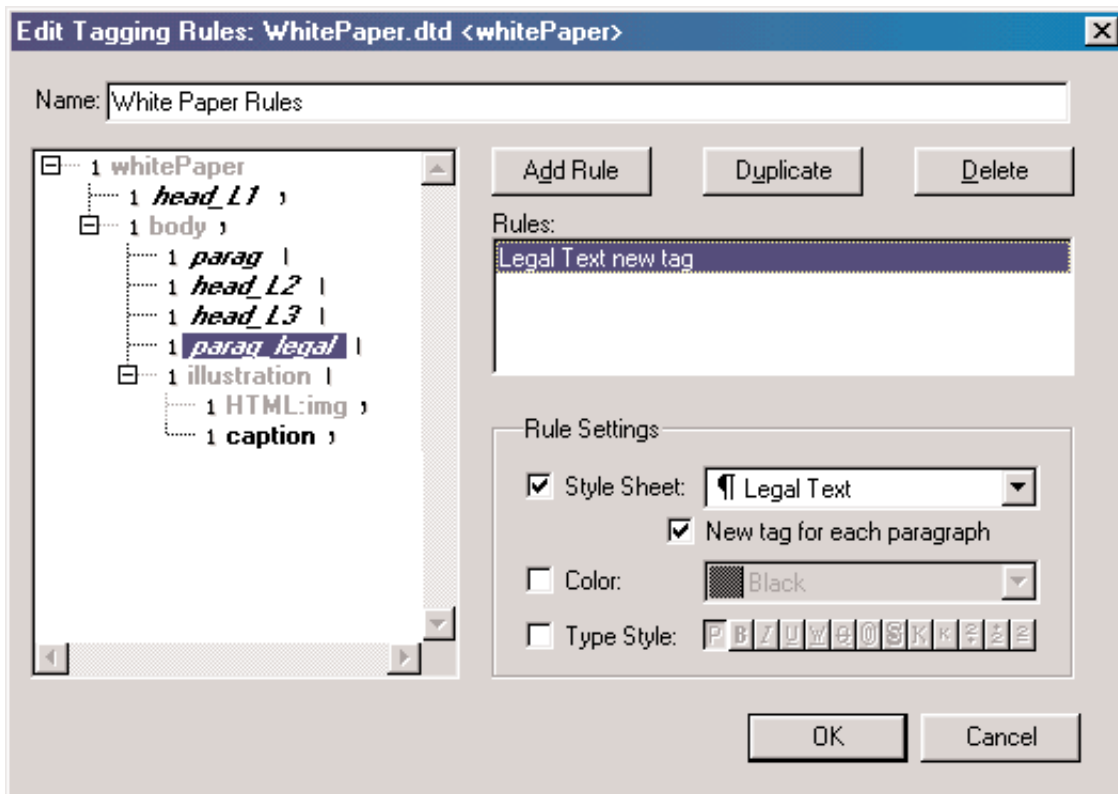 Edit Tagging Rules: WhitePaper.dtd <whitePaper>
Name: White Paper Rules
1 whitePaper
1 head_L1 ,
1 body ,
1 parag |
1 head_L2 |
1 head_L3 |
1 parag_legal |
1 illustration |
1 HTML:img ,
1 caption ,
Add Rule Duplicate Delete
Rules:
Legal Text new tag
Rule Settings
Style Sheet: ¶ Legal Text
New tag for each paragraph
Color: Black
Type Style: P B I U W Q O S K K 2 2 2
OK Cancel